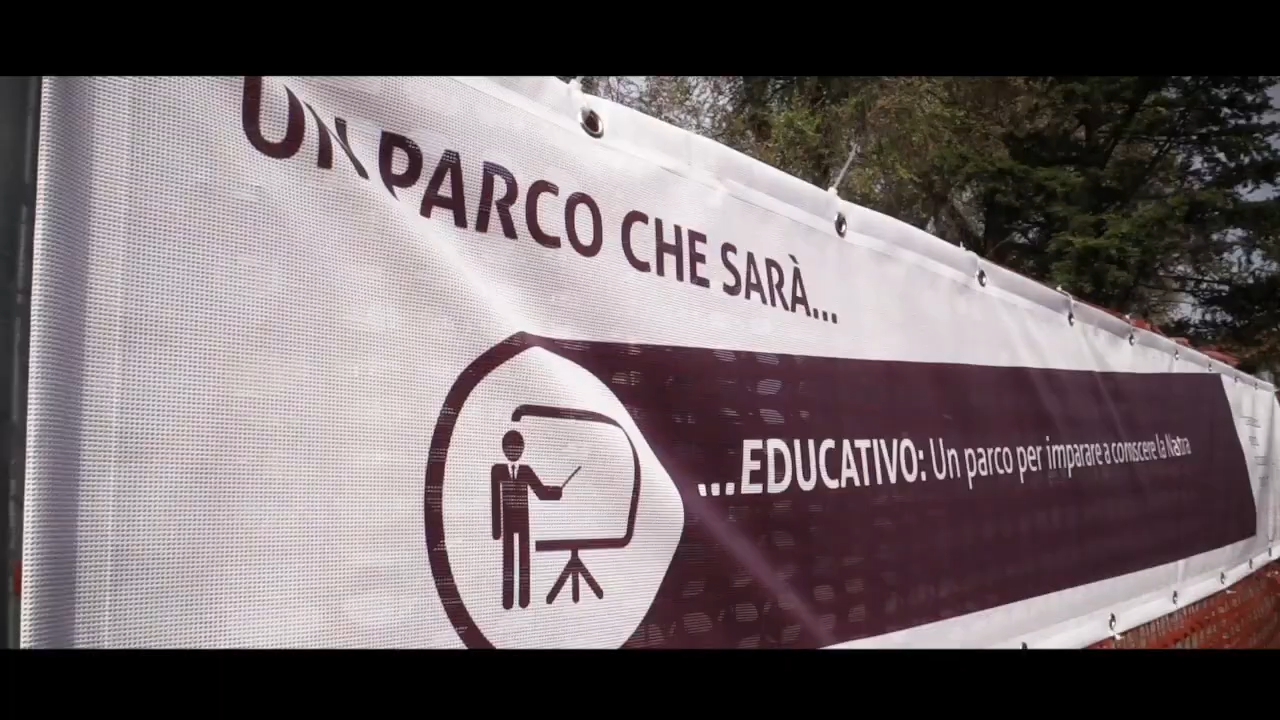 UN PARCO CHE SARÀ...
...EDUCATIVO: Un parco per imparare a conoscere la Natura